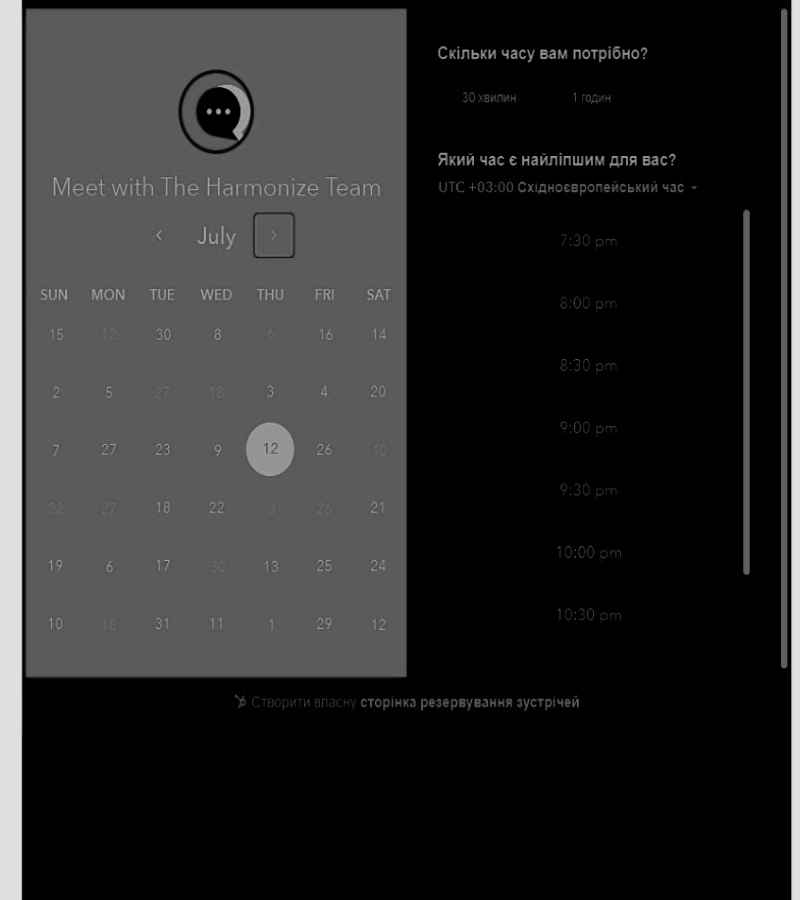 Meet with The Harmonize Team
July
SUN MON TUE WED THU FRI SAT
15 12 30 8 6 16 14
2 5 27 18 3 4 20
7 27 23 9 12 26 10
22 27 18 22 3 26 21
19 6 17 30 13 25 24
10 18 31 11 1 29 12
Скільки часу вам потрібно?
30 хвилин 1 годин
Який час є найліпшим для вас?
UTC +03:00 Східноєвропейський час
7:30 pm
8:00 pm
8:30 pm
9:00 pm
9:30 pm
10:00 pm
10:30 pm
Створити власну сторінка резервування зустрічей